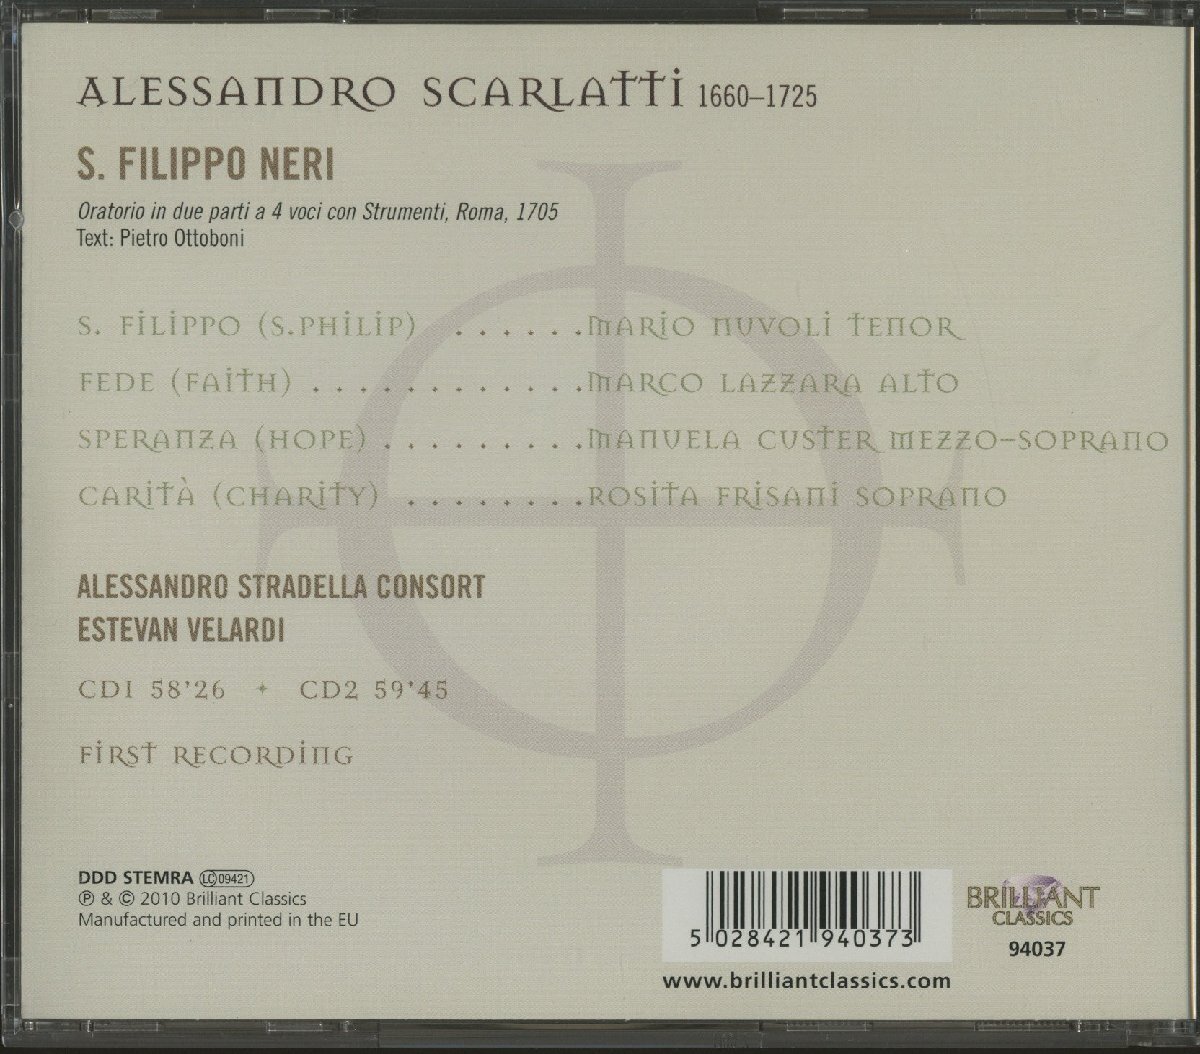 ALESSANDRO SCARLATTI 1660–1725
S. FILIPPO NERI
Oratorio in due parti a 4 voci con Strumenti, Roma, 1705
Text: Pietro Ottoboni
S. FILIPPO (S.PHILIP) . . . . . . MARIO NUVOLI TENOR
FEDE (FAITH) . . . . . . . . . . . . MARCO LAZZARA ALTO
SPERANZA (HOPE) . . . . . . . . . MANUELA CUSTER MEZZO-SOPRANO
CARITÀ (CHARITY) . . . . . . . . ROSITA FRISANI SOPRANO
ALESSANDRO STRADELLA CONSORT
ESTEVAN VELARDI
CD1 58'26 + CD2 59'45
FIRST RECORDING
DDD STEMRA LC 09421
℗ & © 2010 Brilliant Classics
Manufactured and printed in the EU
5 028421 940373
www.brilliantclassics.com
BRILLIANT
CLASSICS
94037